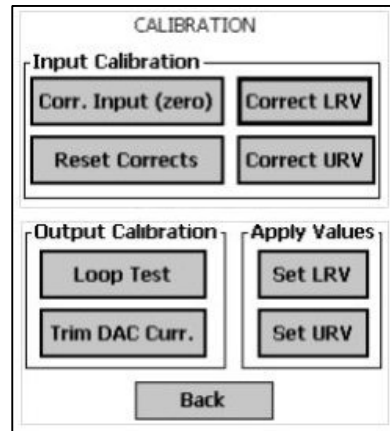 CALIBRATION
Input Calibration
Corr. Input (zero) Correct LRV
Reset Corrects Correct URV
Output Calibration Apply Values
Loop Test Set LRV
Trim DAC Curr. Set URV
Back